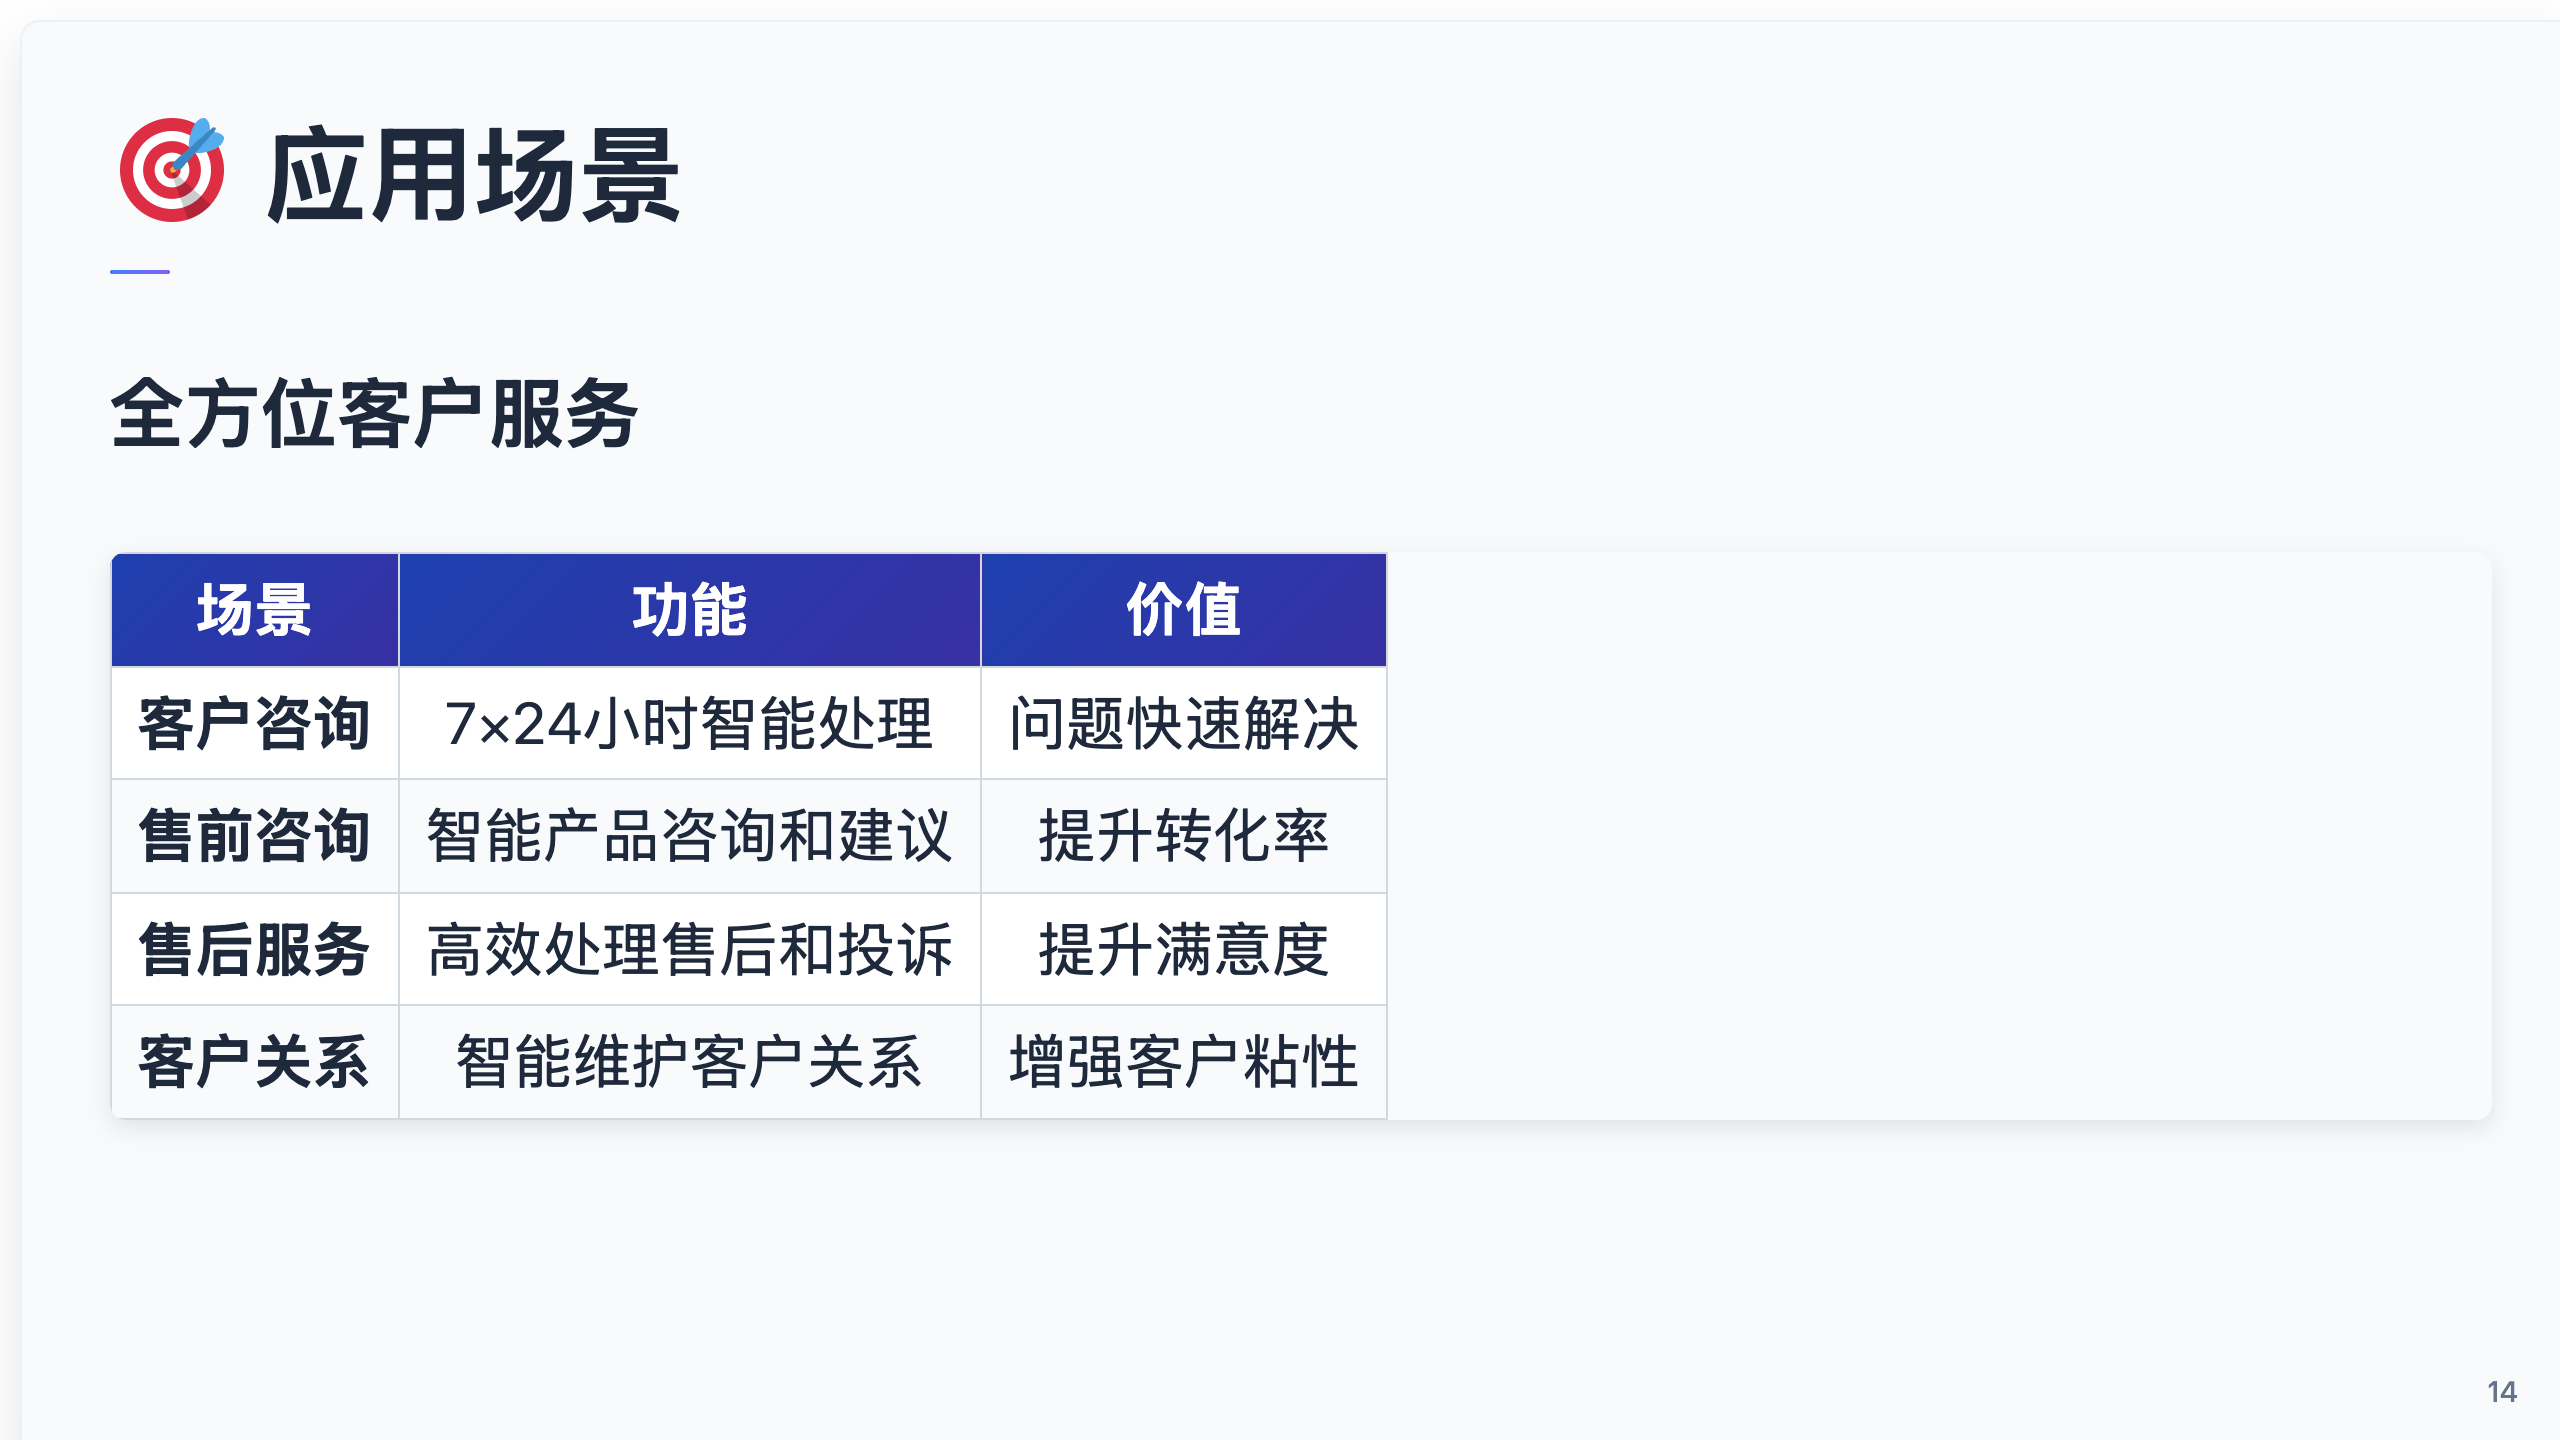 🎯 应用场景
全方位客户服务
场景 功能 价值
客户咨询 7×24小时智能处理 问题快速解决
售前咨询 智能产品咨询和建议 提升转化率
售后服务 高效处理售后和投诉 提升满意度
客户关系 智能维护客户关系 增强客户粘性
14